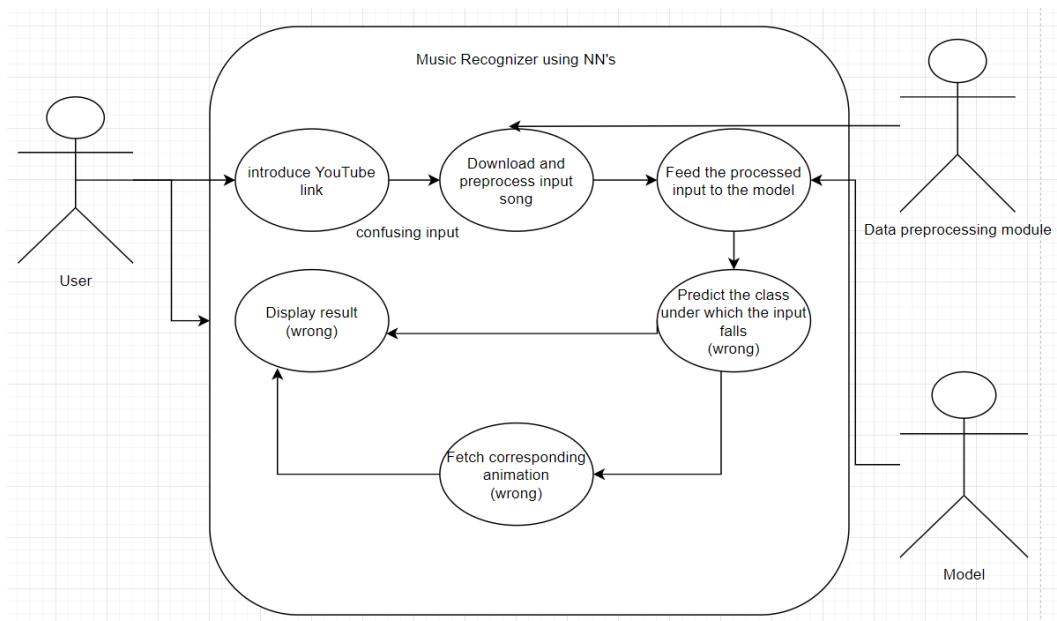 Music Recognizer using NN's
introduce YouTube
link
Download and
preprocess input
song
Feed the processed
input to the model
confusing input
Data preprocessing module
User
Display result
(wrong)
Predict the class
under which the input
falls
(wrong)
Fetch corresponding
animation
(wrong)
Model